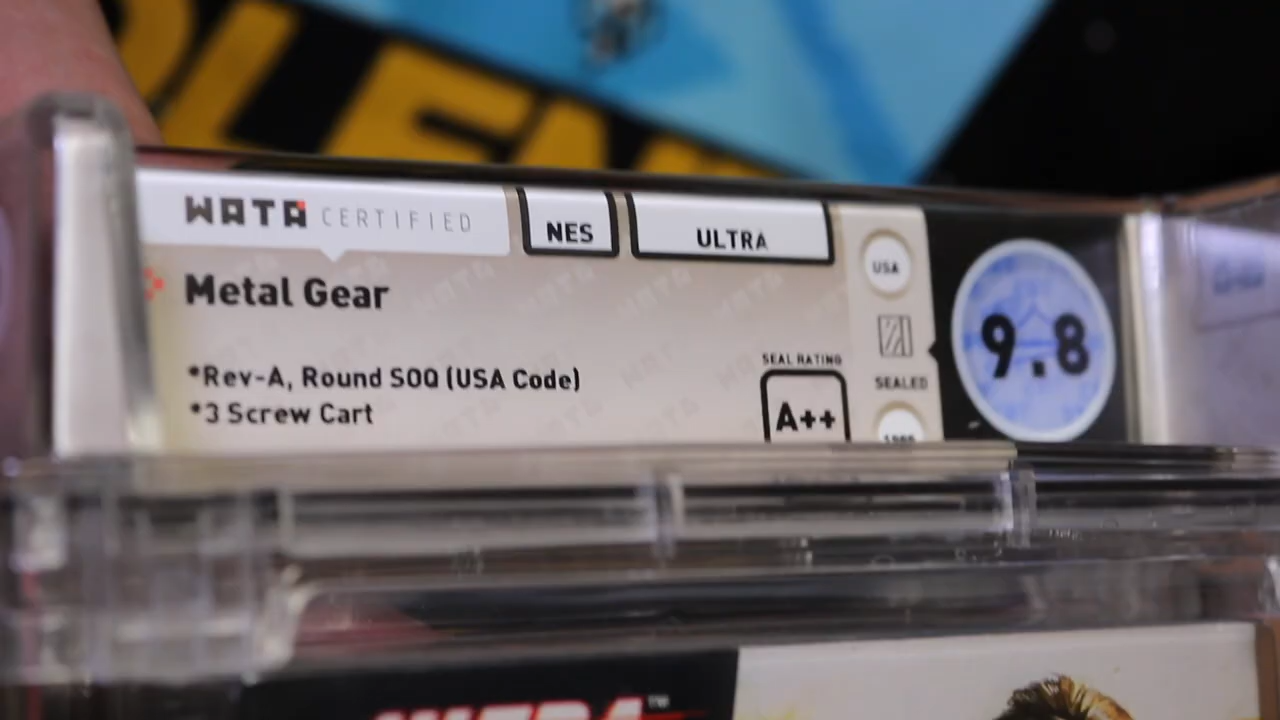 WATA CERTIFIED
NES
ULTRA
USA
Metal Gear
9.8
SEAL RATING
*Rev-A, Round SOQ (USA Code)
SEALED
*3 Screw Cart
A++
ULTRA™